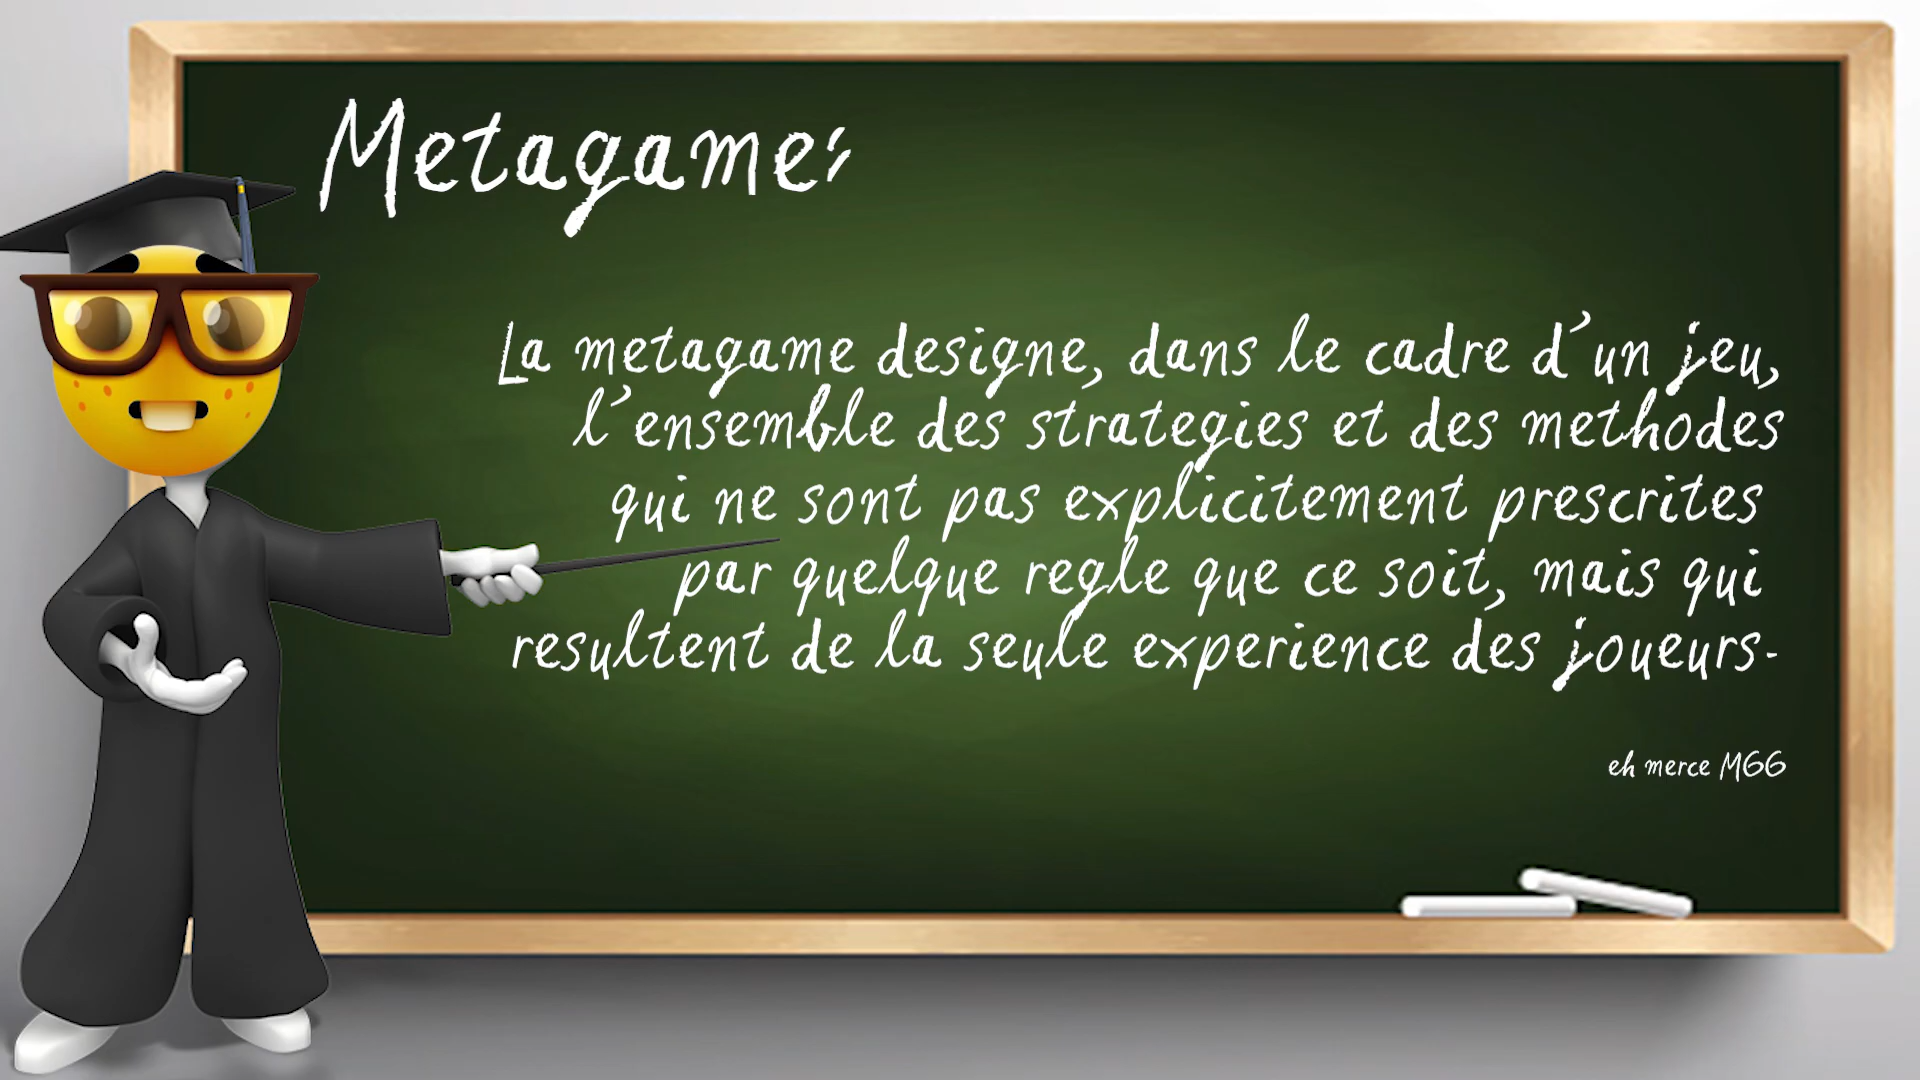 Metagame:
La metagame designe, dans le cadre d'un jeu,
l'ensemble des strategies et des methodes
qui ne sont pas explicitement prescrites
par quelque regle que ce soit, mais qui
resultent de la seule experience des joueurs.
eh merce MGG